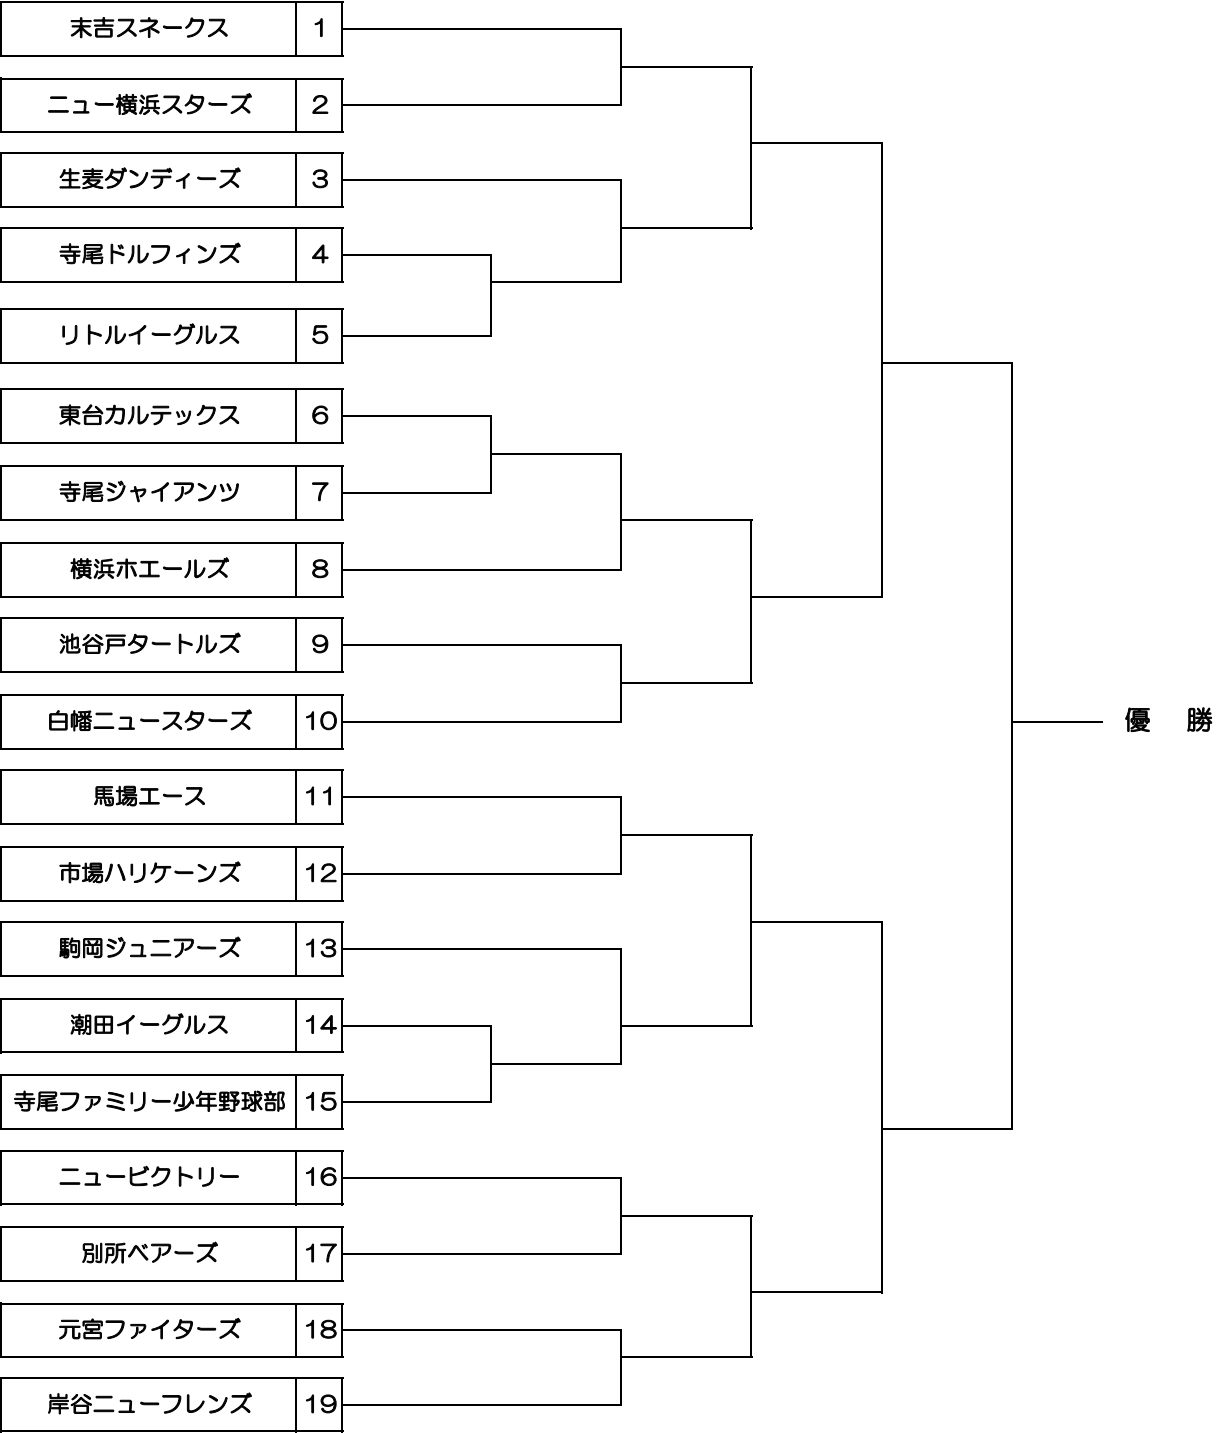 末吉スネークス 1
ニュー横浜スターズ 2
生麦ダンディーズ 3
寺尾ドルフィンズ 4
リトルイーグルス 5
東台カルテックス 6
寺尾ジャイアンツ 7
横浜ホエールズ 8
池谷戸タートルズ 9
白幡ニュースターズ 10
優 勝
馬場エース 11
市場ハリケーンズ 12
駒岡ジュニアーズ 13
潮田イーグルス 14
寺尾ファミリー少年野球部 15
ニュービクトリー 16
別所ベアーズ 17
元宮ファイターズ 18
岸谷ニューフレンズ 19